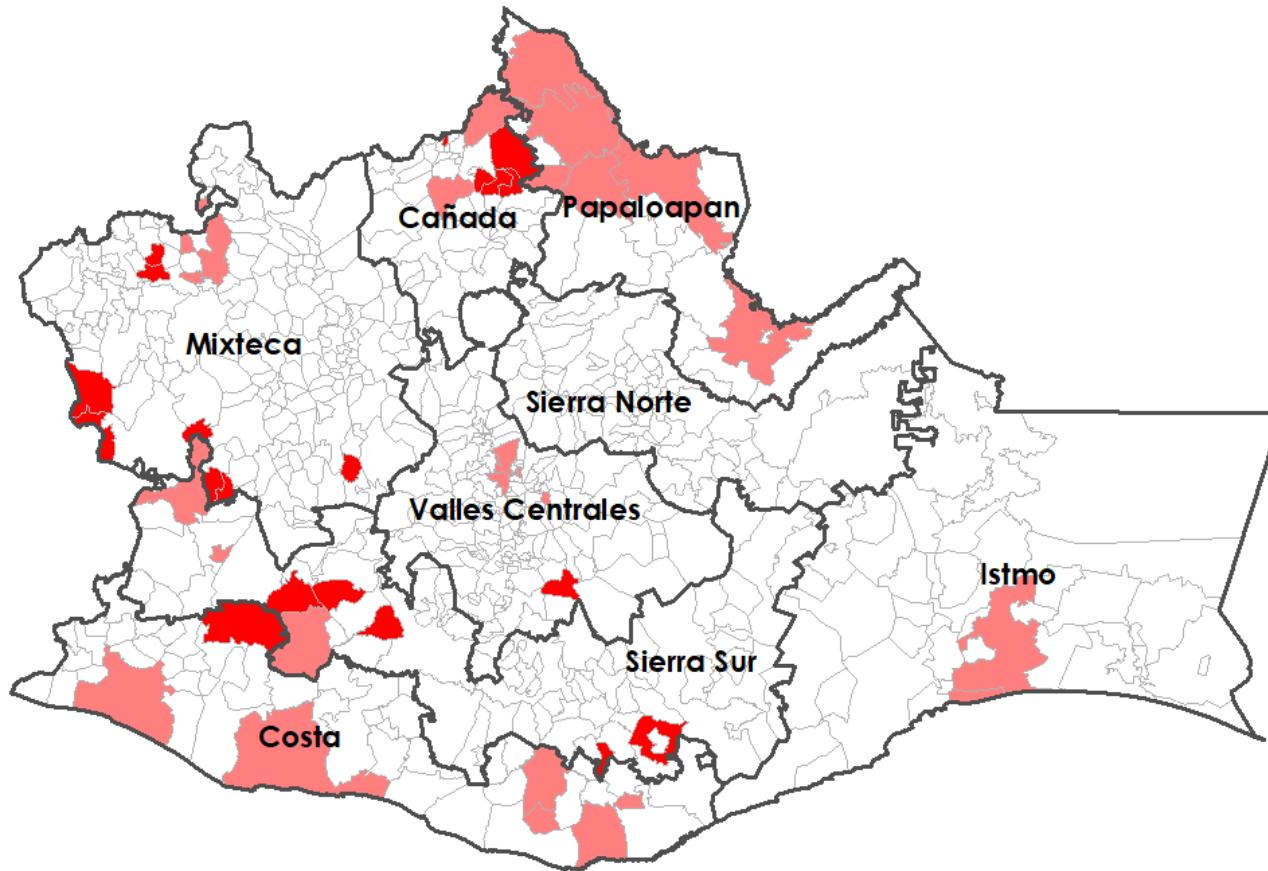 Cañada
Papaloapan
Mixteca
Sierra Norte
Valles Centrales
Istmo
Sierra Sur
Costa